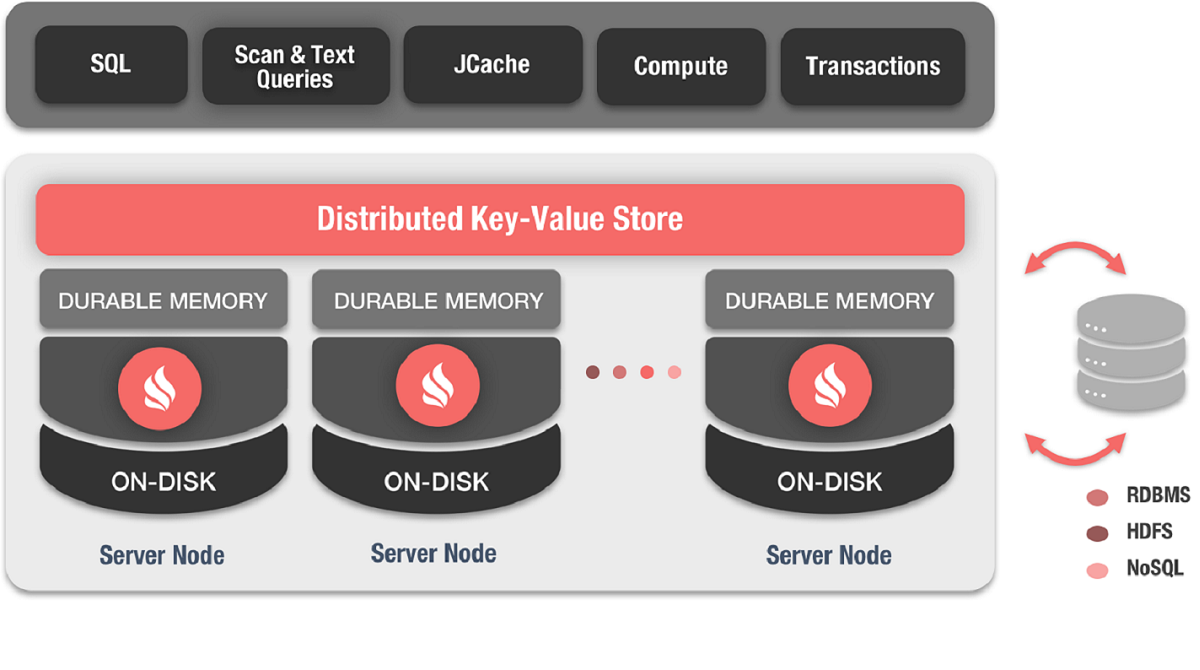 SQL
Scan & Text
Queries
JCache
Compute
Transactions
Distributed Key-Value Store
DURABLE MEMORY
DURABLE MEMORY
DURABLE MEMORY
ON-DISK
ON-DISK
ON-DISK
Server Node
Server Node
Server Node
RDBMS
HDFS
NoSQL